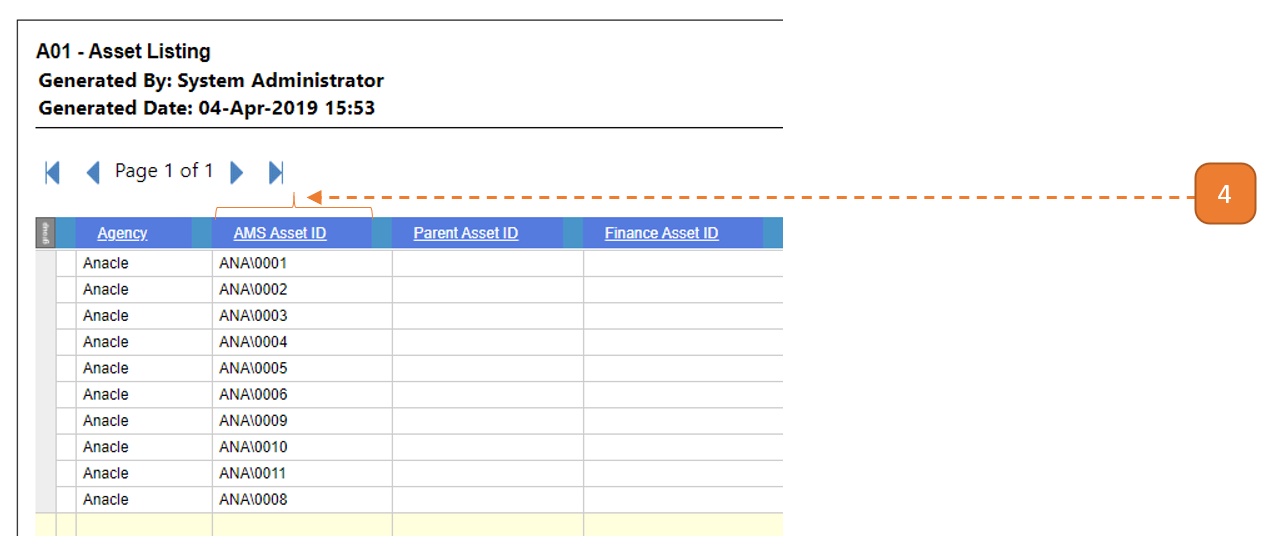 A01 - Asset Listing
Generated By: System Administrator
Generated Date: 04-Apr-2019 15:53
Page 1 of 1
4
group Agency AMS Asset ID Parent Asset ID Finance Asset ID
Anacle ANA\0001
Anacle ANA\0002
Anacle ANA\0003
Anacle ANA\0004
Anacle ANA\0005
Anacle ANA\0006
Anacle ANA\0009
Anacle ANA\0010
Anacle ANA\0011
Anacle ANA\0008